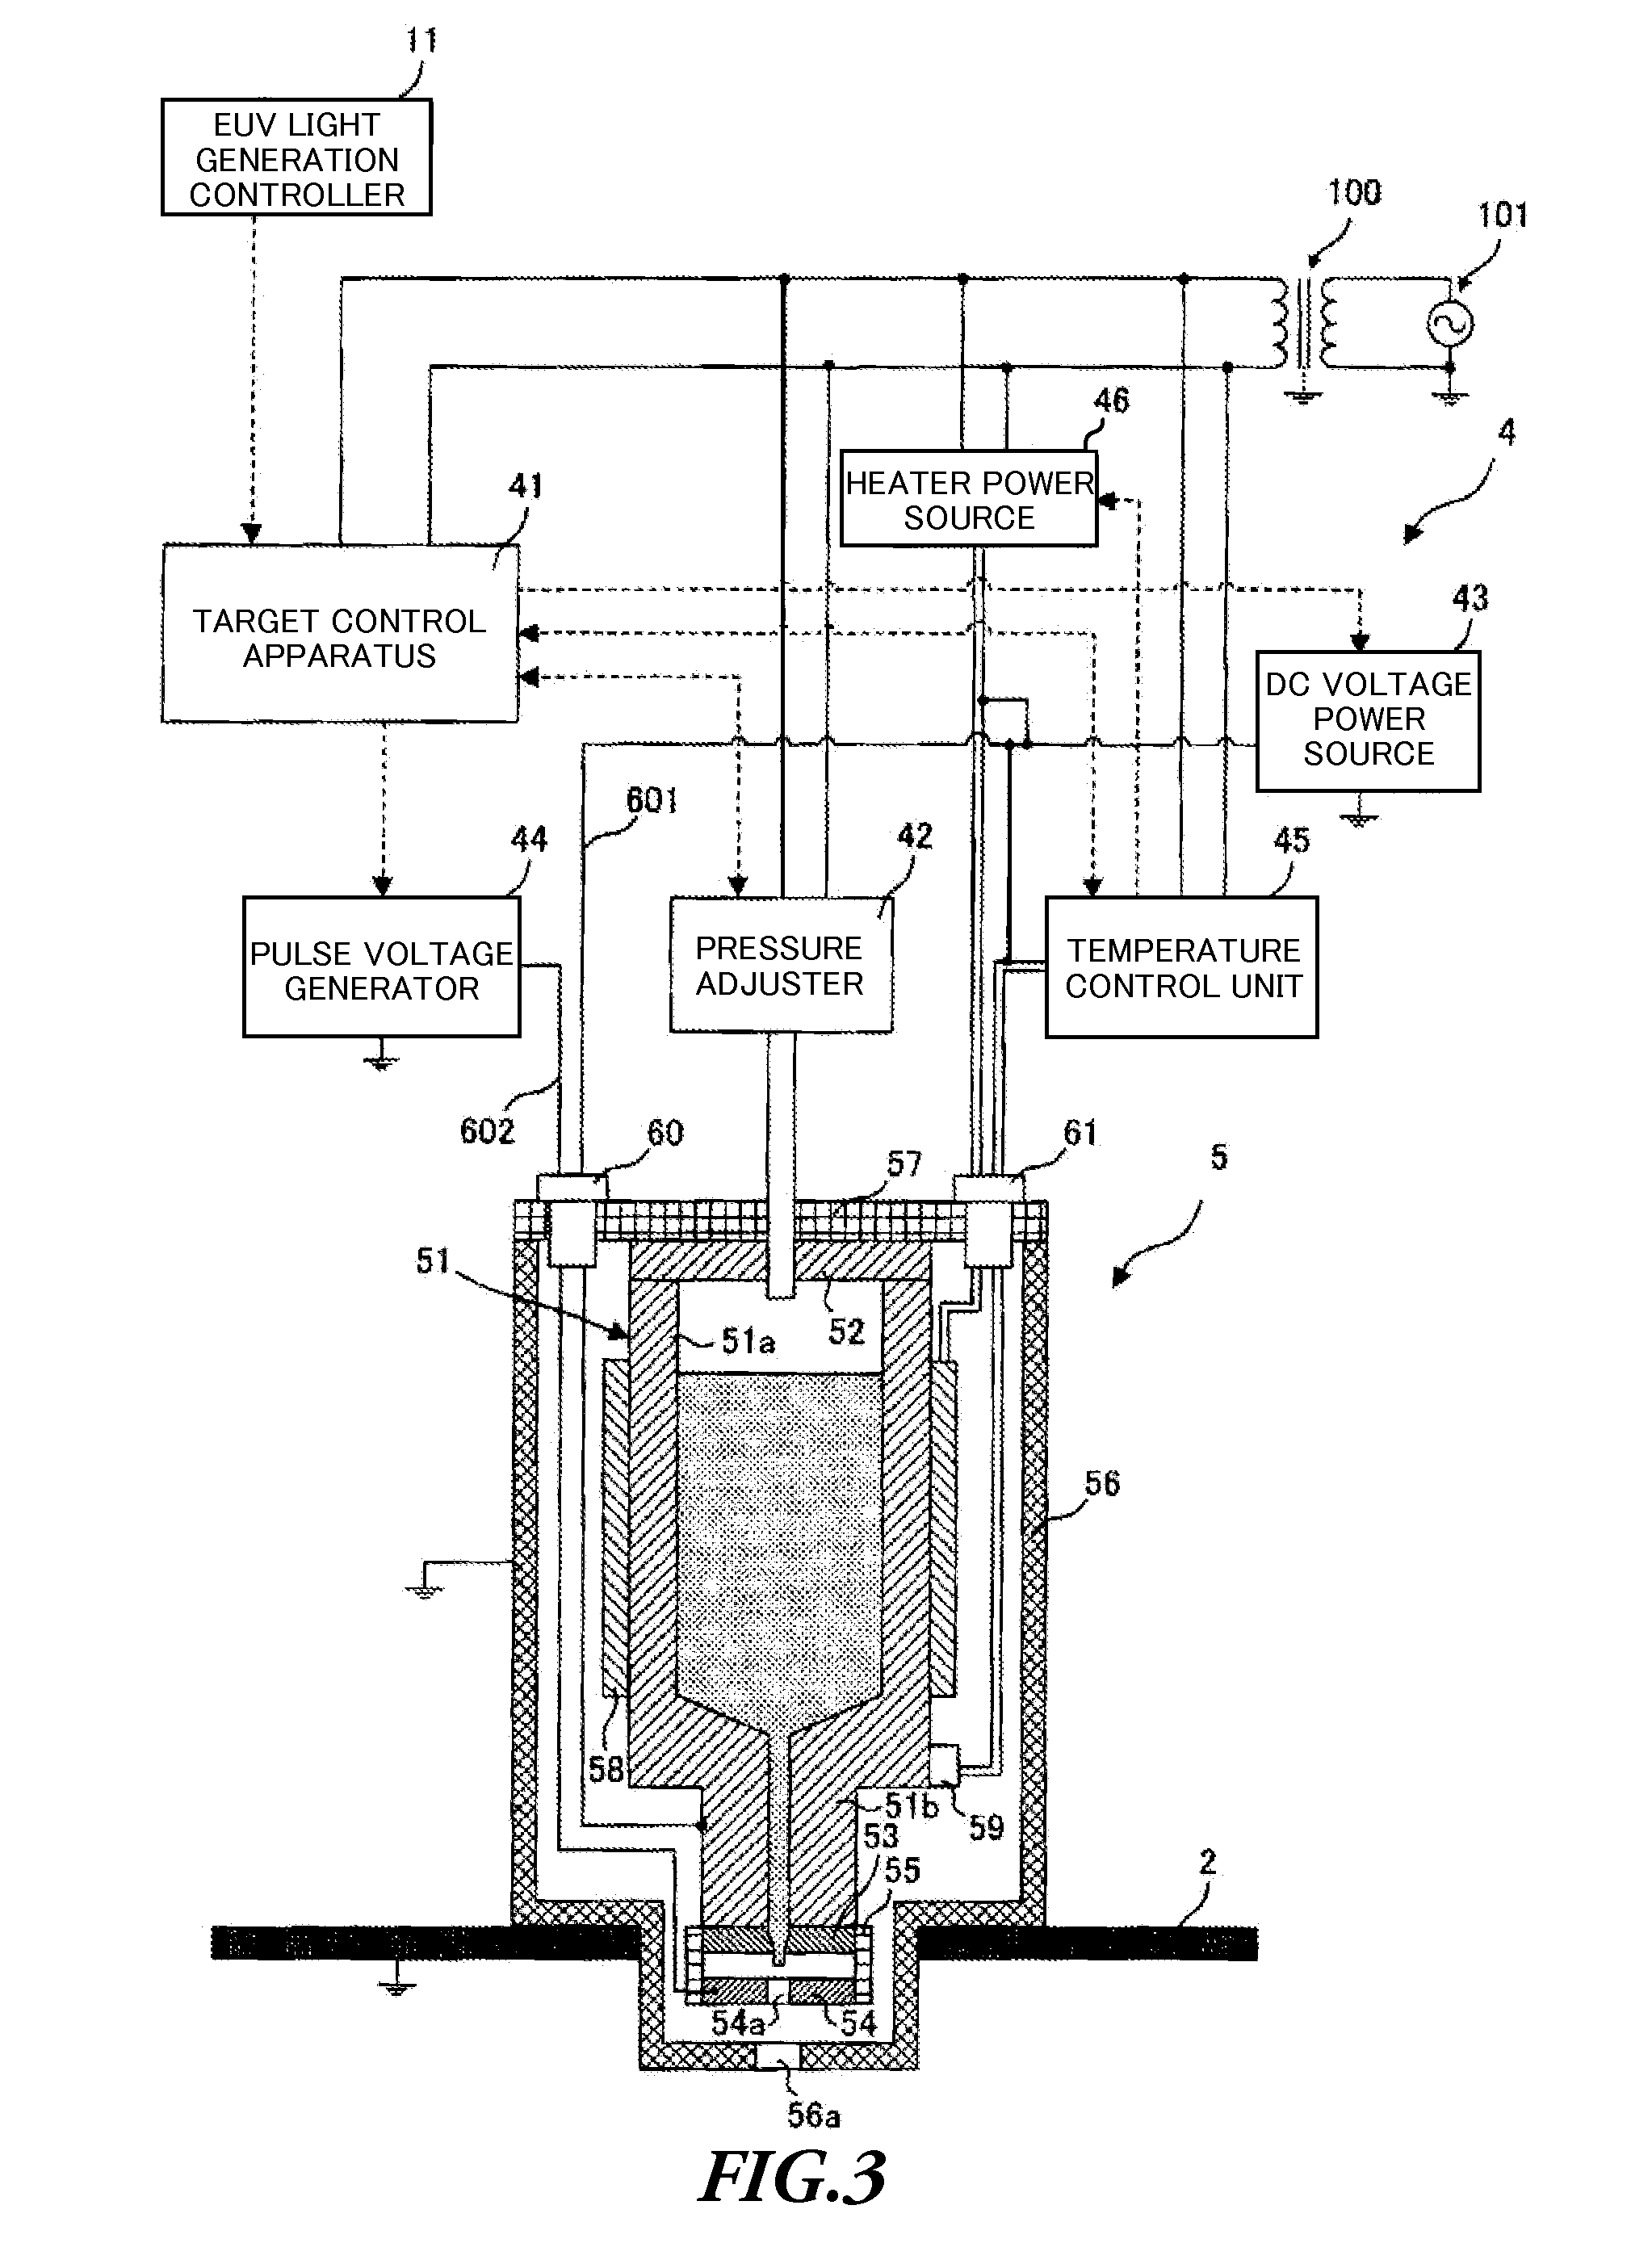 11
EUV LIGHT
GENERATION
CONTROLLER
100
101
46
HEATER POWER
SOURCE
4
41
TARGET CONTROL
APPARATUS
43
DC VOLTAGE
POWER
SOURCE
601
44
42
45
PULSE VOLTAGE
GENERATOR
PRESSURE
ADJUSTER
TEMPERATURE
CONTROL UNIT
602
60
61
57
5
51
51a
52
56
58
51b
59
53
55
2
54a
54
56a
FIG.3